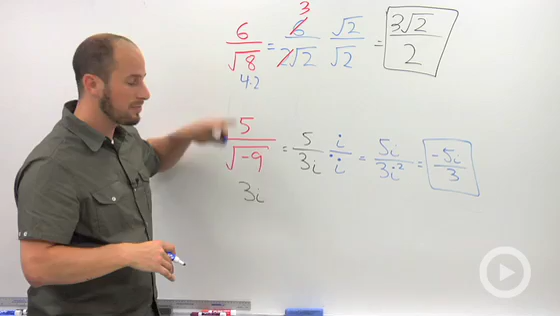 6/√8 = 6/2√2 √2/√2 = 3√2/2
3
4·2
5/√-9 = 5/3i i/i = 5i/3i² = -5i/3
3i